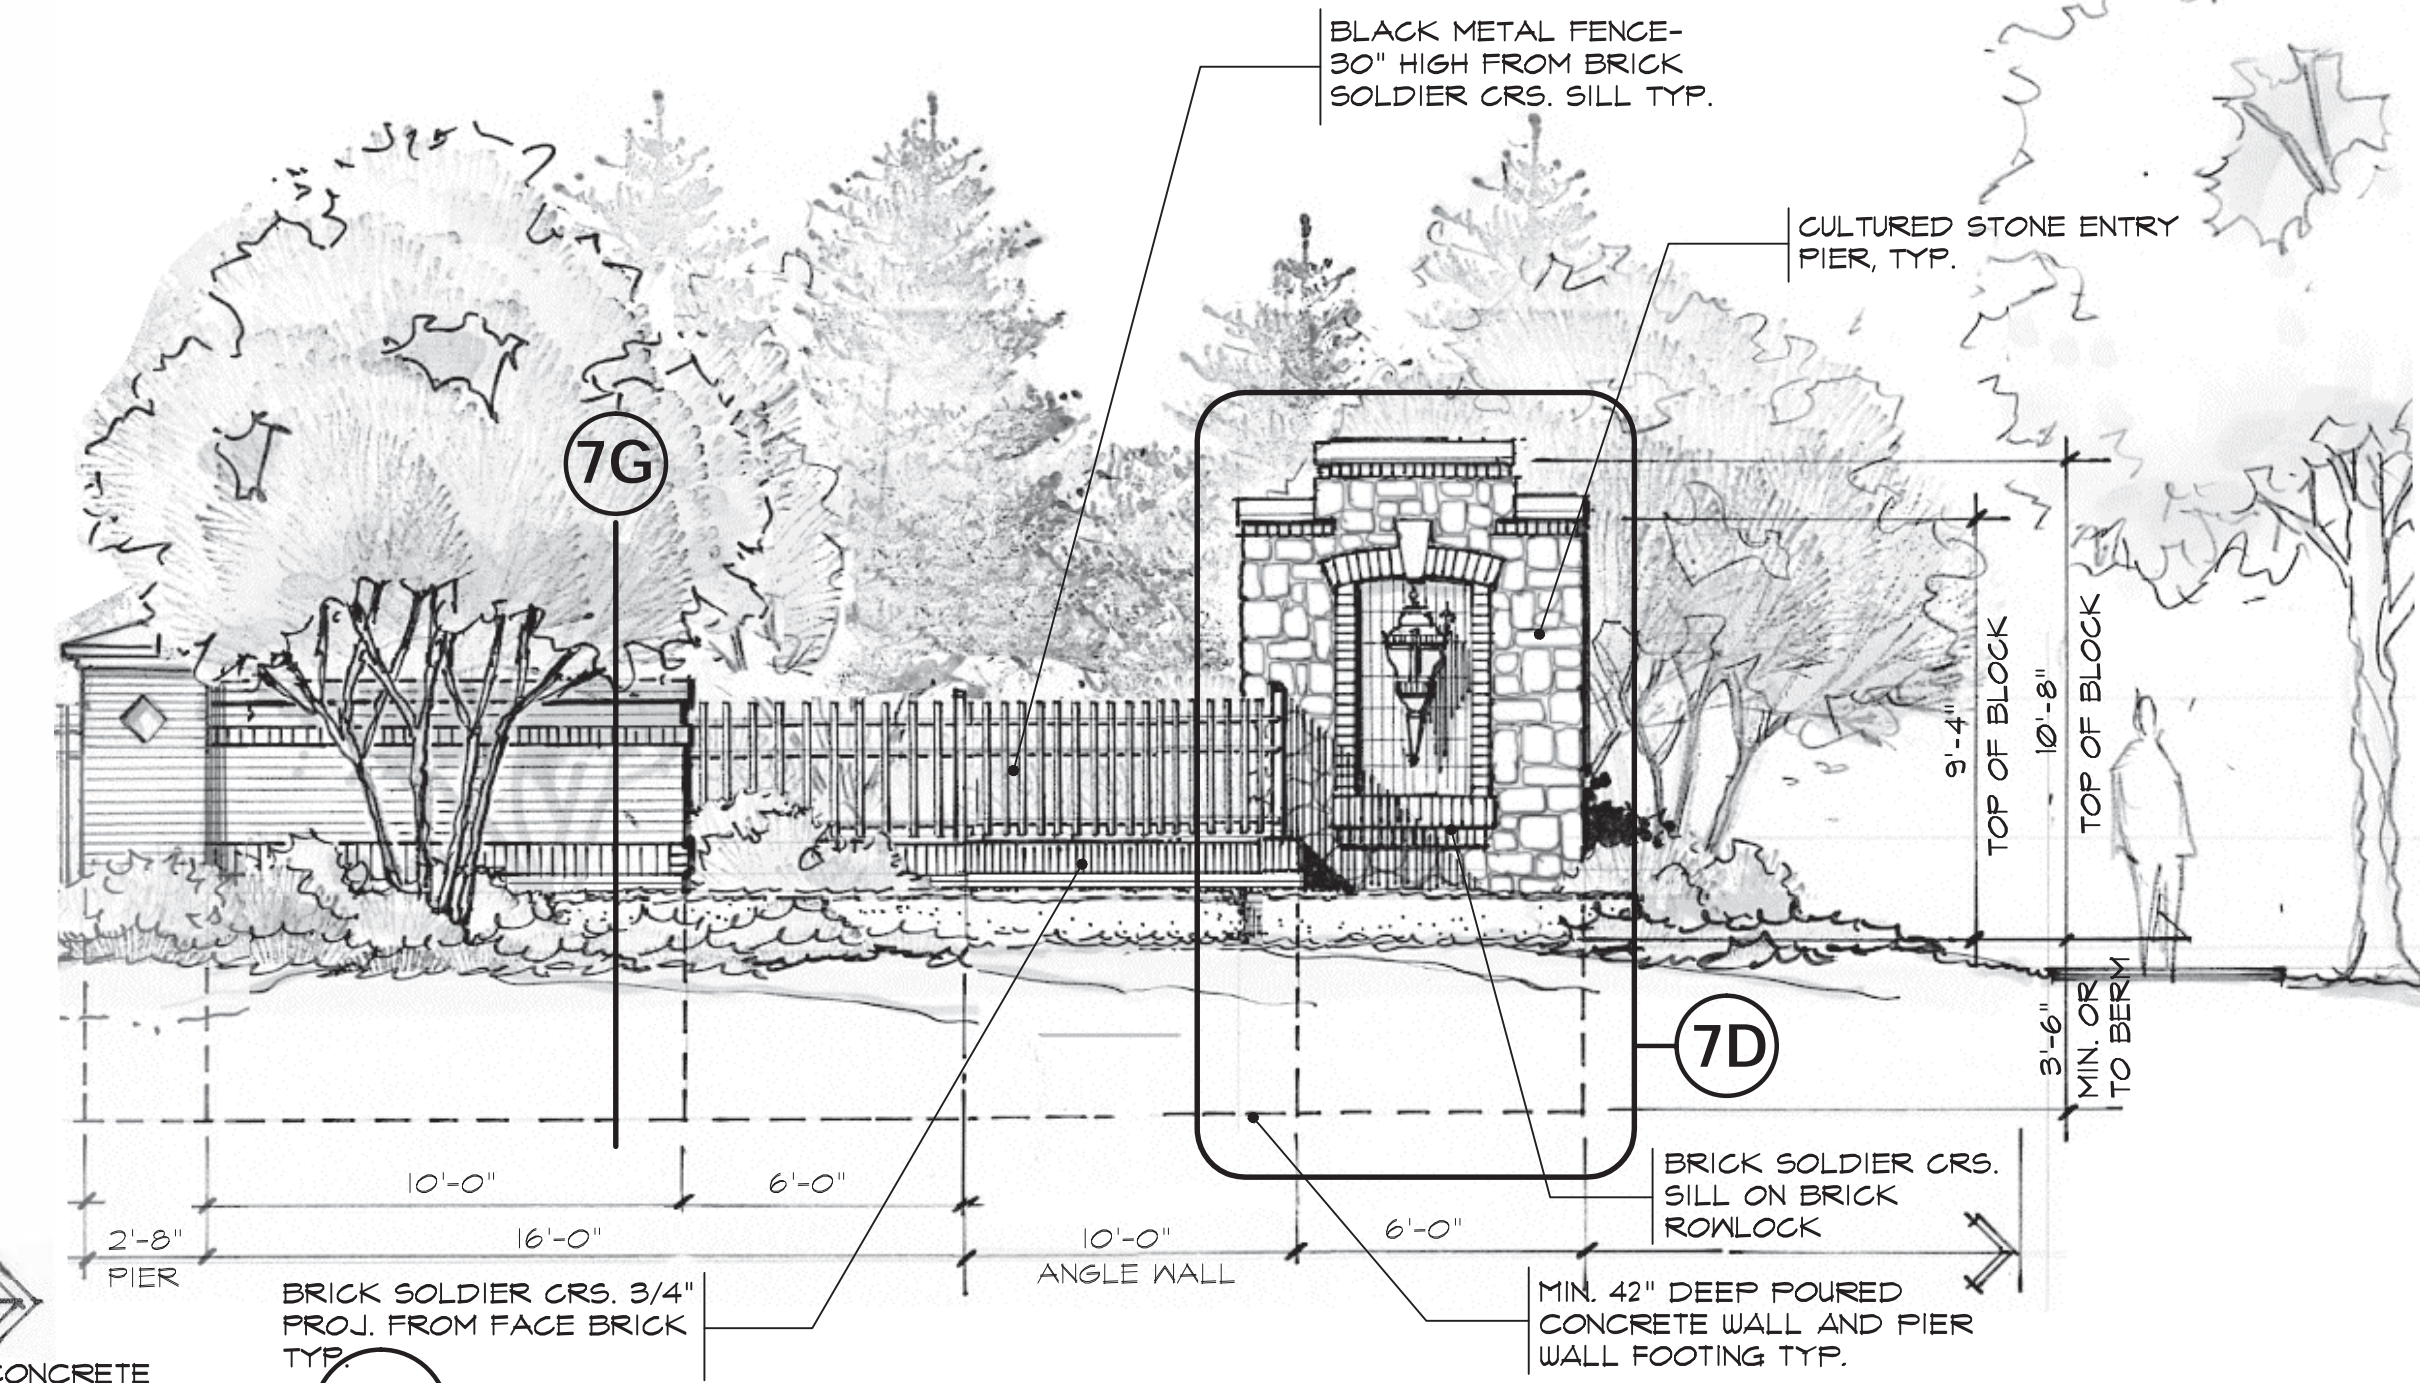 BLACK METAL FENCE-
30" HIGH FROM BRICK
SOLDIER CRS. SILL TYP.
CULTURED STONE ENTRY
PIER, TYP.
7G
9'-4"
TOP OF BLOCK
10'-8"
TOP OF BLOCK
3'-6"
MIN. OR
TO BERM
7D
10'-0"
6'-0"
2'-8"
PIER
16'-0"
10'-0"
ANGLE WALL
6'-0"
BRICK SOLDIER CRS.
SILL ON BRICK
ROWLOCK
BRICK SOLDIER CRS. 3/4"
PROJ. FROM FACE BRICK
TYP.
MIN. 42" DEEP POURED
CONCRETE WALL AND PIER
WALL FOOTING TYP.
CONCRETE